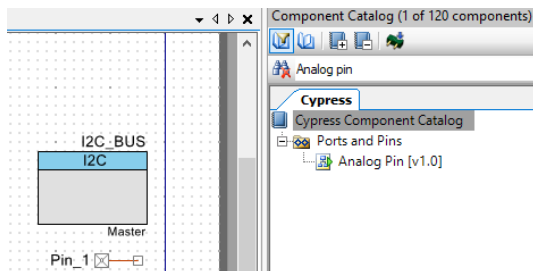 Component Catalog (1 of 120 components)
Analog pin
Cypress
Cypress Component Catalog
Ports and Pins
Analog Pin [v1.0]
I2C_BUS
I2C
Master
Pin_1